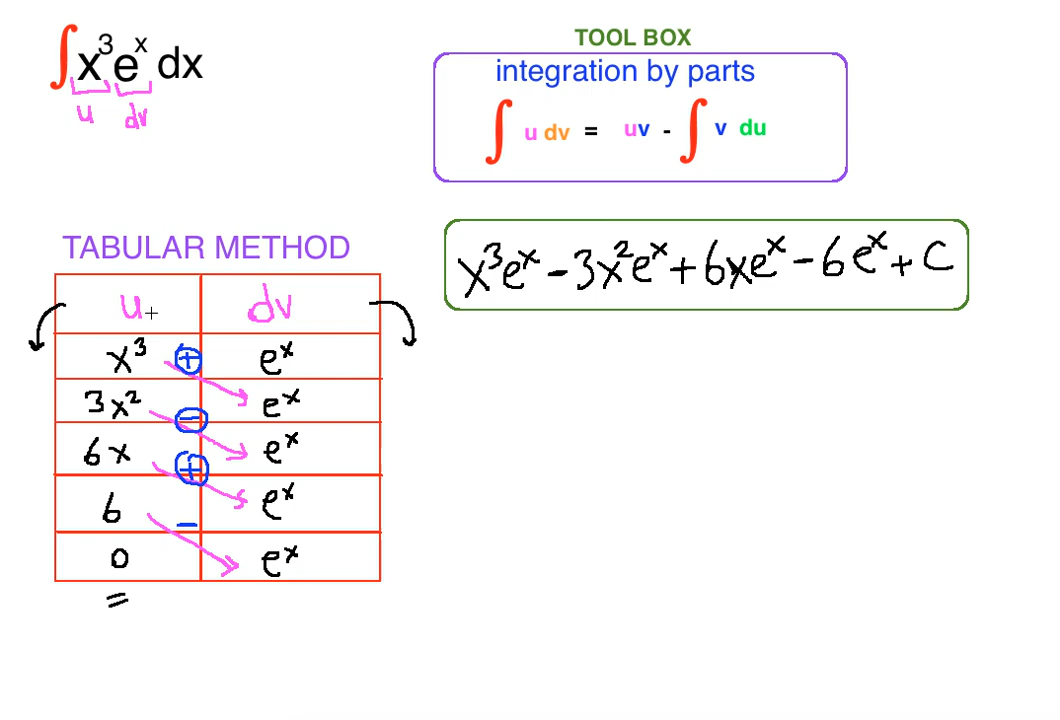 ∫x³eˣ dx
u dv
TOOL BOX
integration by parts
∫ u dv = uv - ∫ v du
TABULAR METHOD
x³eˣ - 3x²eˣ + 6xeˣ - 6eˣ + C
u dv
x³ + eˣ
3x² - eˣ
6x + eˣ
6 - eˣ
0 eˣ
=